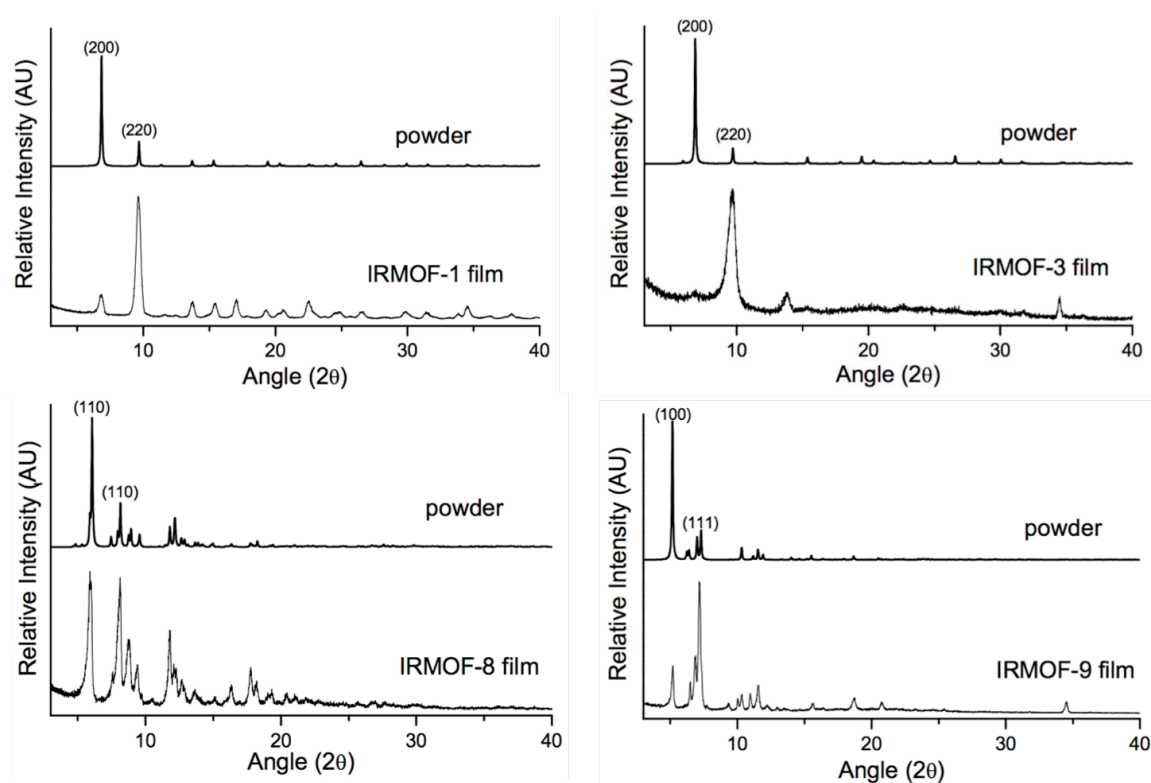 (200)
(220)
powder
IRMOF-1 film
Relative Intensity (AU)
10
20
30
40
Angle (2θ)
(200)
(220)
powder
IRMOF-3 film
Relative Intensity (AU)
10
20
30
40
Angle (2θ)
(110)
(110)
powder
IRMOF-8 film
Relative Intensity (AU)
10
20
30
40
Angle (2θ)
(100)
(111)
powder
IRMOF-9 film
Relative Intensity (AU)
10
20
30
40
Angle (2θ)